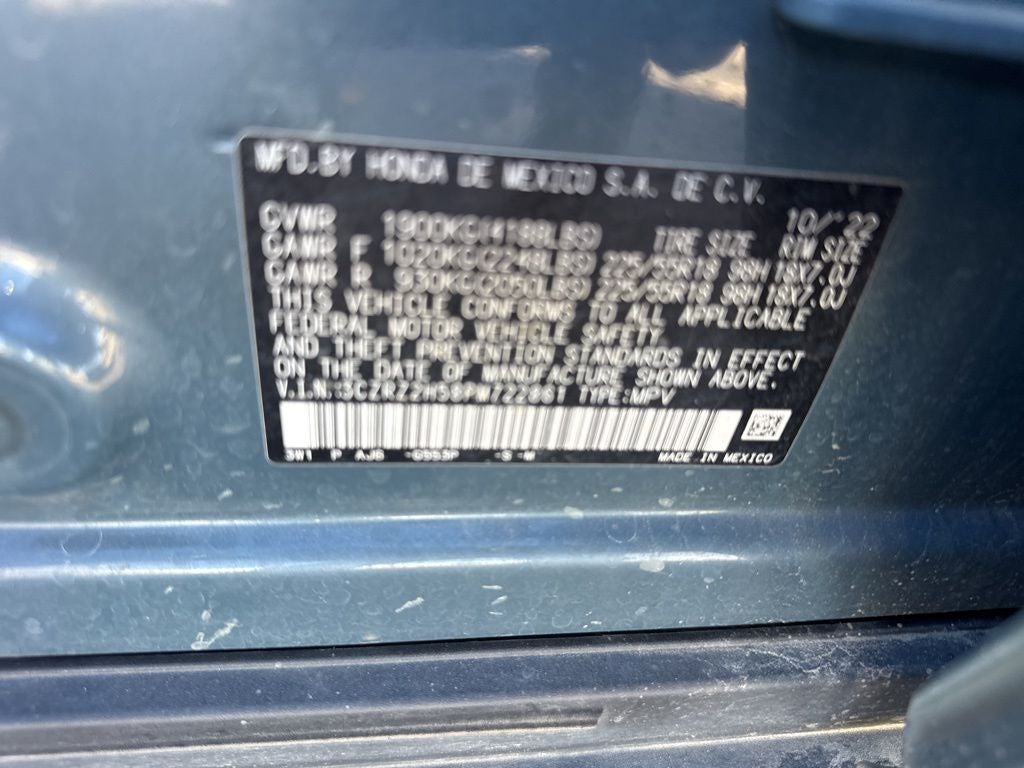 MFD.BY HONDA DE MEXICO S.A. DE C.V.
10/'22
GVWR 1900KG(4188LBS) TIRE SIZE RIM SIZE
GAWR F 1020KG(2248LBS) 225/55R18 98H 18X7.0J
GAWR R 930KG(2050LBS) 225/55R18 98H 18X7.0J
THIS VEHICLE CONFORMS TO ALL APPLICABLE
FEDERAL MOTOR VEHICLE SAFETY
AND THEFT PREVENTION STANDARDS IN EFFECT
ON THE DATE OF MANUFACTURE SHOWN ABOVE.
V.I.N.: TYPE:MPV
3W1 P AJ6 -S -M MADE IN MEXICO